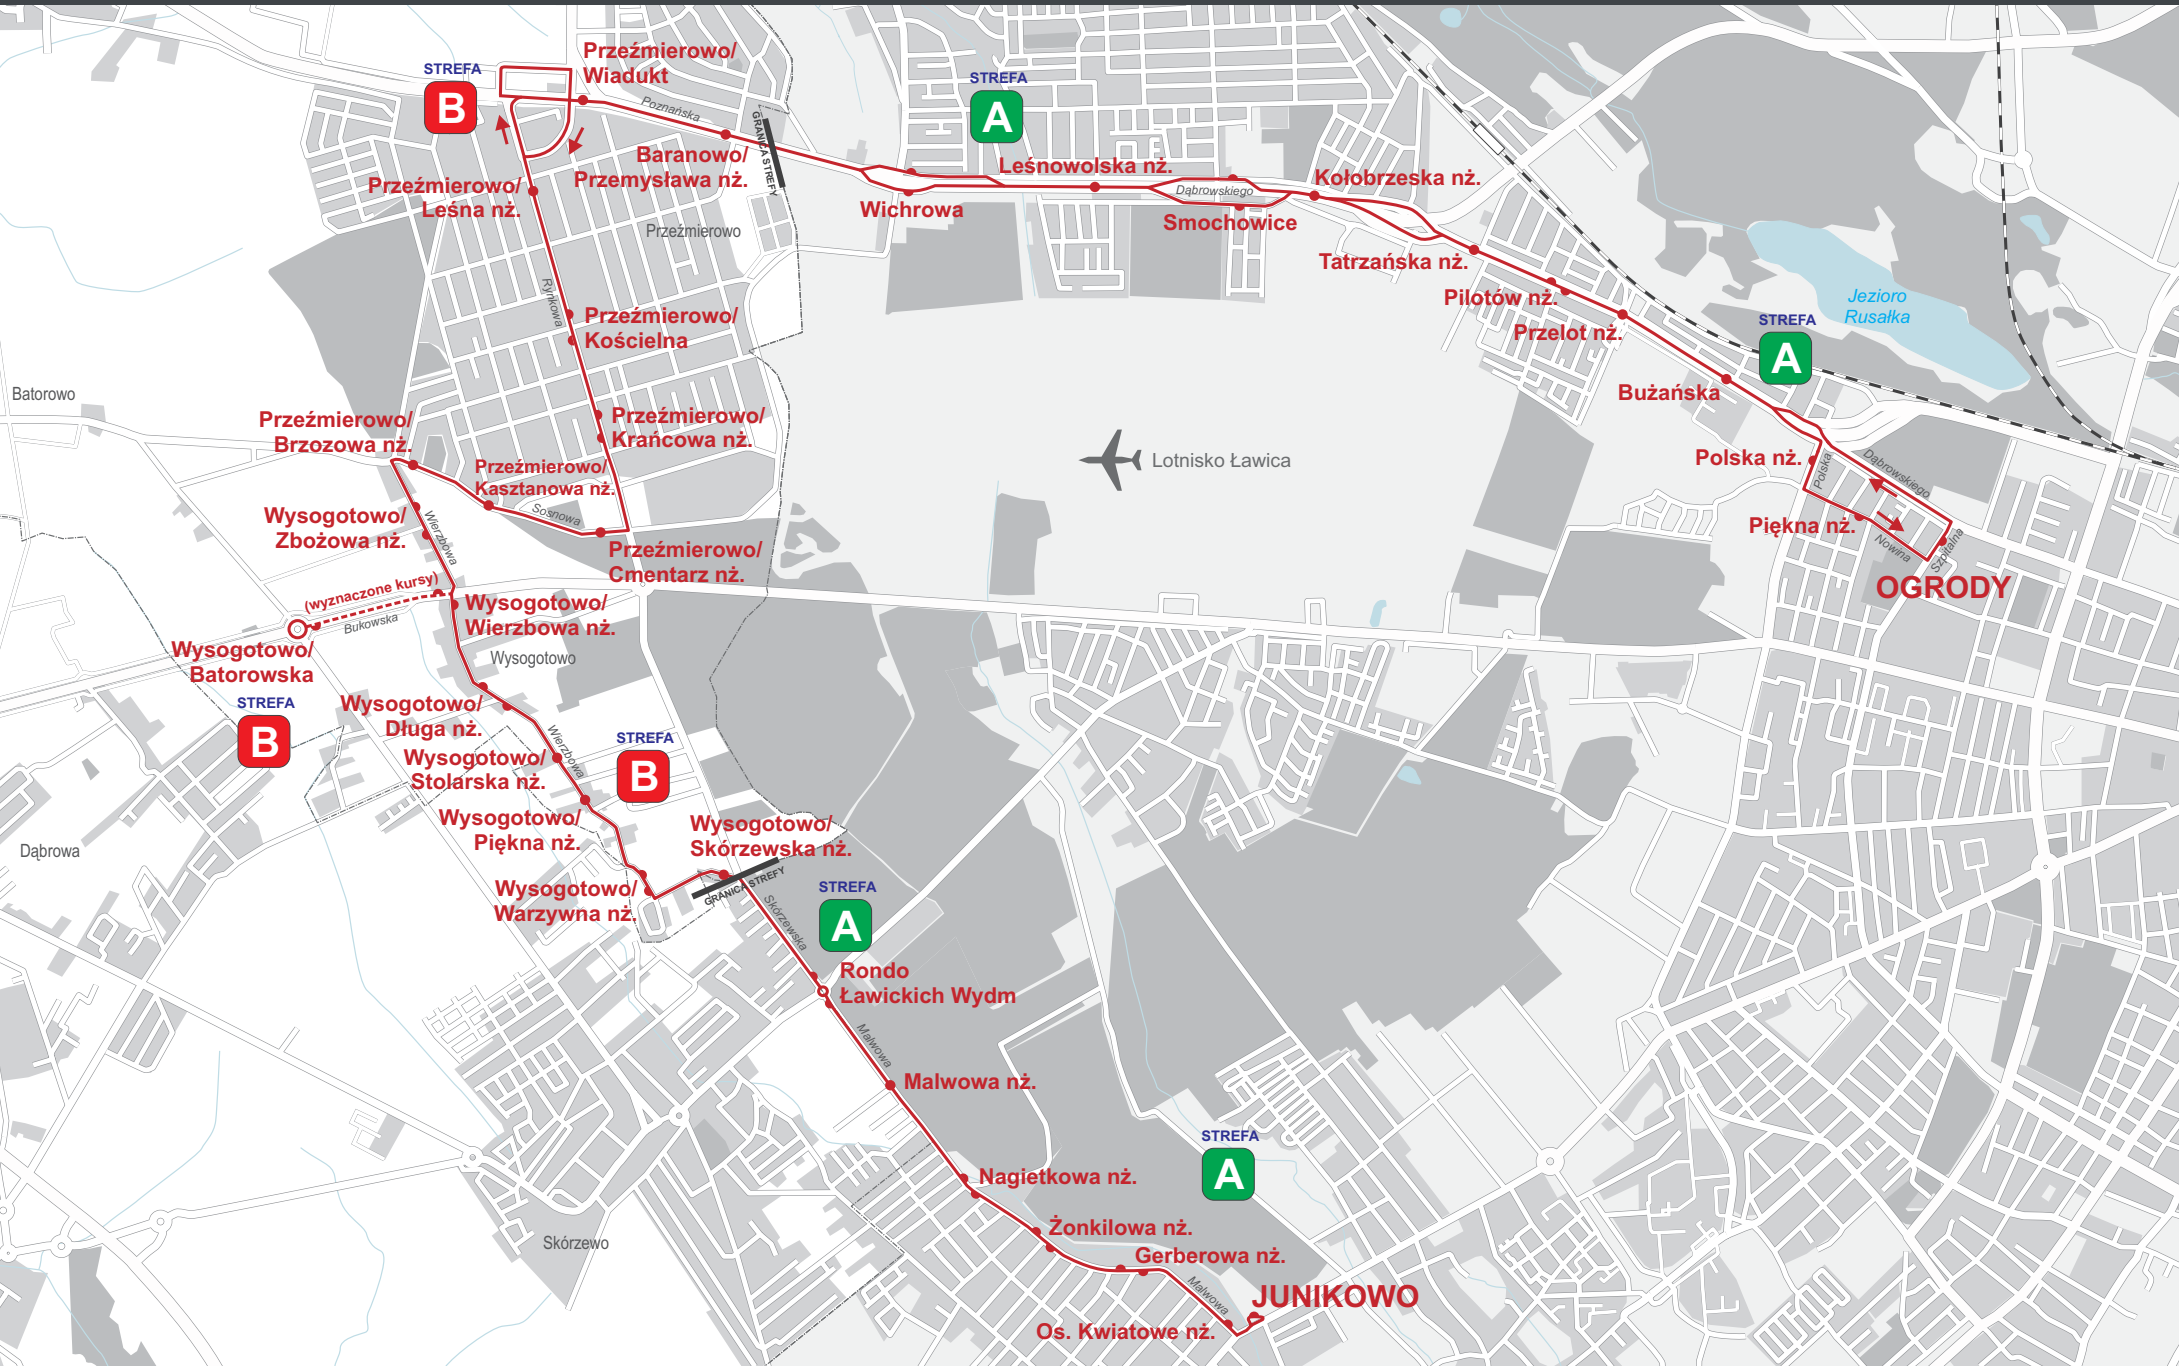 STREFA
B
Przeźmierowo/
Wiadukt
Poznańska
STREFA
A
GRANICA STREFY
Baranowo/
Przemysława nż.
Przeźmierowo/
Leśna nż.
Przeźmierowo
Wichrowa
Leśnowolska nż.
Dąbrowskiego
Smochowice
Kołobrzeska nż.
Tatrzańska nż.
Pilotów nż.
Przelot nż.
Jezioro
Rusałka
STREFA
A
Bużańska
Rynkowa
Przeźmierowo/
Kościelna
Batorowo
Przeźmierowo/
Brzozowa nż.
Przeźmierowo/
Krańcowa nż.
Przeźmierowo/
Kasztanowa nż.
Sosnowa
Lotnisko Ławica
Polska nż.
Polska
Dąbrowskiego
Piękna nż.
Nowina
Szpitalna
OGRODY
Wysogotowo/
Zbożowa nż.
Wierzbowa
Przeźmierowo/
Cmentarz nż.
(wyznaczone kursy)
Bukowska
Wysogotowo/
Wierzbowa nż.
Wysogotowo/
Batorowska
Wysogotowo
STREFA
B
Wysogotowo/
Długa nż.
Wierzbowa
STREFA
B
Wysogotowo/
Stolarska nż.
Wysogotowo/
Piękna nż.
Wysogotowo/
Skórzewska nż.
GRANICA STREFY
Dąbrowa
Wysogotowo/
Warzywna nż.
Skórzewska
STREFA
A
Rondo
Ławickich Wydm
Malwowa
Malwowa nż.
STREFA
A
Nagietkowa nż.
Żonkilowa nż.
Skórzewo
Gerberowa nż.
Malwowa
JUNIKOWO
Os. Kwiatowe nż.